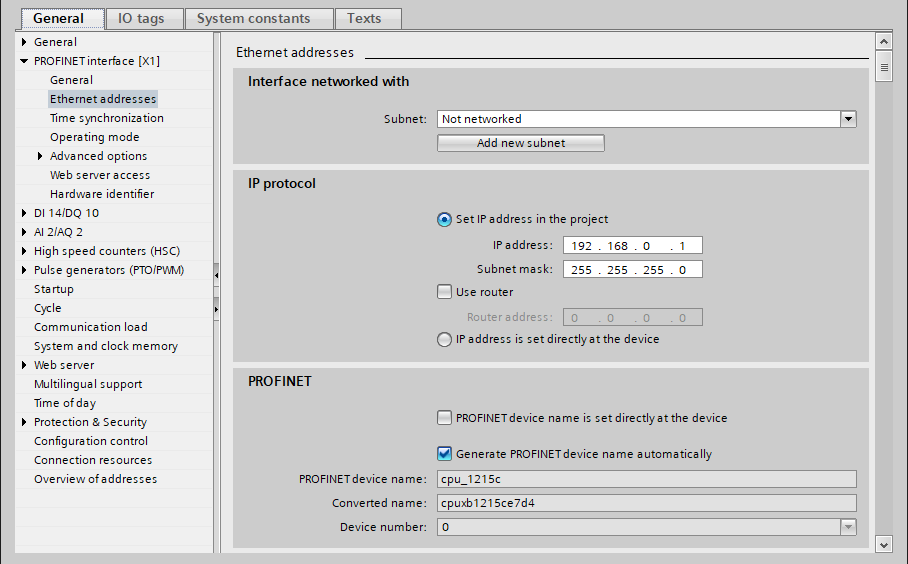 General
IO tags
System constants
Texts
General
PROFINET interface [X1]
General
Ethernet addresses
Time synchronization
Operating mode
Advanced options
Web server access
Hardware identifier
DI 14/DQ 10
AI 2/AQ 2
High speed counters (HSC)
Pulse generators (PTO/PWM)
Startup
Cycle
Communication load
System and clock memory
Web server
Multilingual support
Time of day
Protection & Security
Configuration control
Connection resources
Overview of addresses
Ethernet addresses
Interface networked with
Subnet: Not networked
Add new subnet
IP protocol
Set IP address in the project
IP address: 192 . 168 . 0 . 1
Subnet mask: 255 . 255 . 255 . 0
Use router
Router address: 0 . 0 . 0 . 0
IP address is set directly at the device
PROFINET
PROFINET device name is set directly at the device
Generate PROFINET device name automatically
PROFINET device name: cpu_1215c
Converted name: cpuxb1215ce7d4
Device number: 0